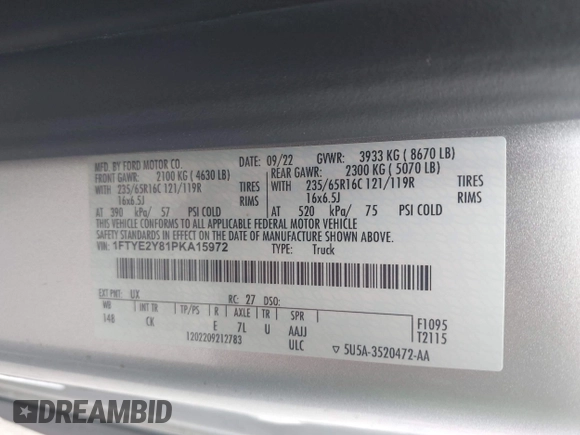 MFD. BY FORD MOTOR CO. 09/22 GVWR: 3933 KG ( 8670 LB)
FRONT GAWR: 2100 KG ( 4630 LB) REAR GAWR: 2300 KG ( 5070 LB)
WITH 235/65R16C 121/119R TIRES WITH 235/65R16C 121/119R TIRES
16x6.5J RIMS 16x6.5J RIMS
AT 390 kPa/ 57 PSI COLD AT 520 kPa/ 75 PSI COLD
THIS VEHICLE CONFORMS TO ALL APPLICABLE FEDERAL MOTOR VEHICLE
SAFETY STANDARDS IN EFFECT ON THE DATE OF MANUFACTURE SHOWN ABOVE.
VIN: 1FTYE2Y81PKA15972 TYPE: Truck
EXT PNT: UX RC: 27 DSO:
WB INT TR TP/PS R AXLE TR SPR
148 CK E 7L U AAJJ
1202209212783 ULC
F1095
T2115
▽ 5U5A-3520472-AA
DREAMBID